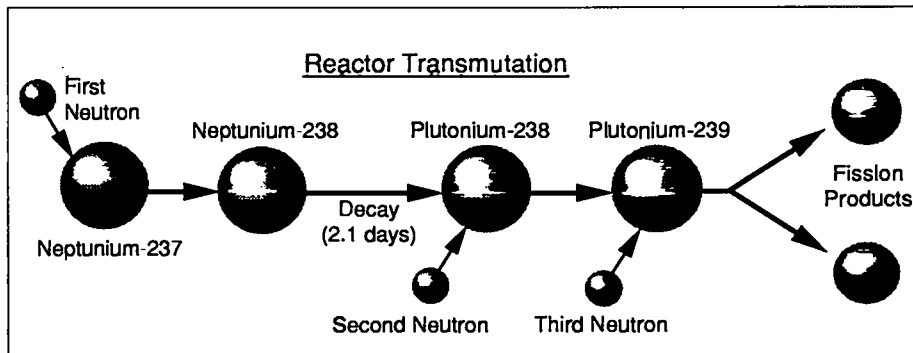 Reactor Transmutation
First
Neutron
Neptunium-238
Plutonium-238
Plutonium-239
Fission
Products
Decay
(2.1 days)
Neptunium-237
Second Neutron
Third Neutron